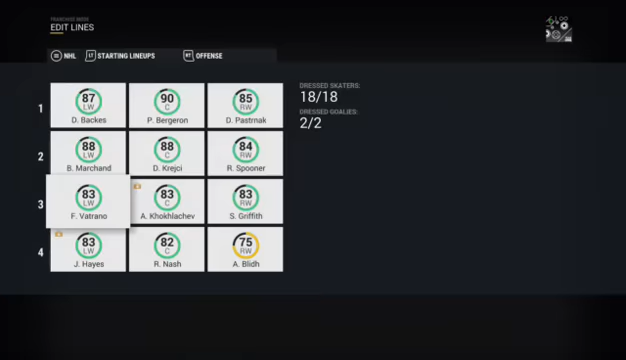 FRANCHISE MODE
EDIT LINES
NHL LT STARTING LINEUPS RT OFFENSE
DRESSED SKATERS:
18/18
DRESSED GOALIES:
2/2
1
87 LW D. Backes
90 C P. Bergeron
85 RW D. Pastrnak
2
88 LW B. Marchand
88 C D. Krejci
84 RW R. Spooner
3
83 LW F. Vatrano
83 C A. Khokhlachev
83 RW S. Griffith
4
83 LW J. Hayes
82 C R. Nash
75 RW A. Blidh